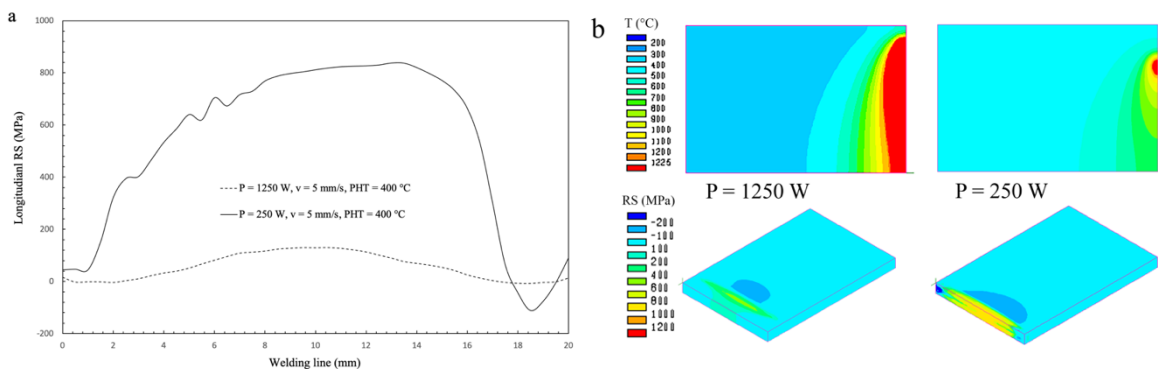 a
1000
800
600
400
200
0
-200
Longitudianl RS (MPa)
P = 1250 W, v = 5 mm/s, PHT = 400 °C
P = 250 W, v = 5 mm/s, PHT = 400 °C
0 2 4 6 8 10 12 14 16 18 20
Welding line (mm)
b
T (°C)
200
300
400
500
600
700
800
900
1000
1100
1200
1225
P = 1250 W
P = 250 W
RS (MPa)
-200
-100
100
200
400
600
800
1000
1200